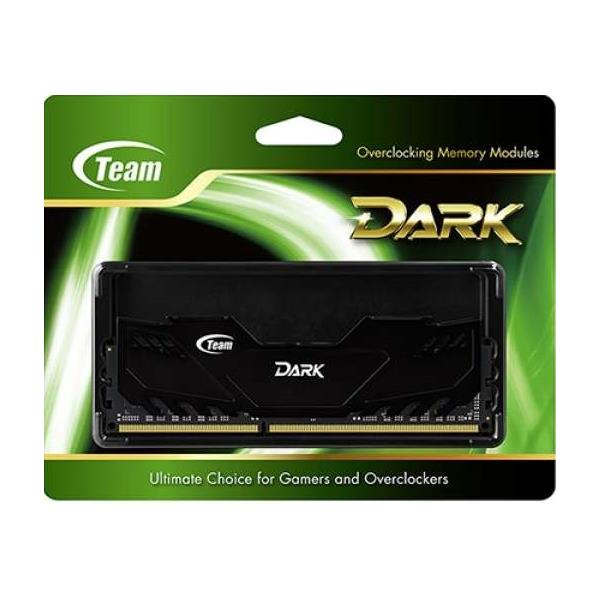 Team
Overclocking Memory Modules
DARK
Team
DARK
Ultimate Choice for Gamers and Overclockers